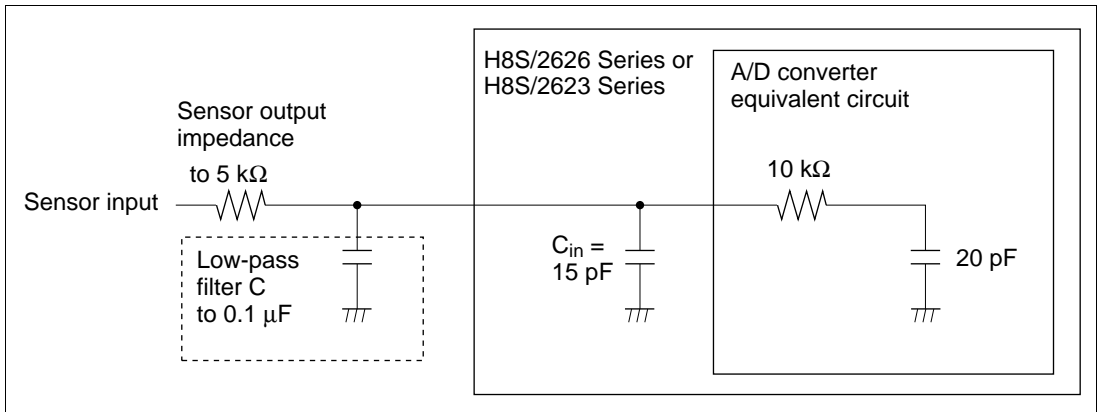 H8S/2626 Series or
H8S/2623 Series
A/D converter
equivalent circuit
Sensor output
impedance
to 5 kΩ
10 kΩ
Sensor input
Low-pass
filter C
to 0.1 μF
Cin =
15 pF
20 pF